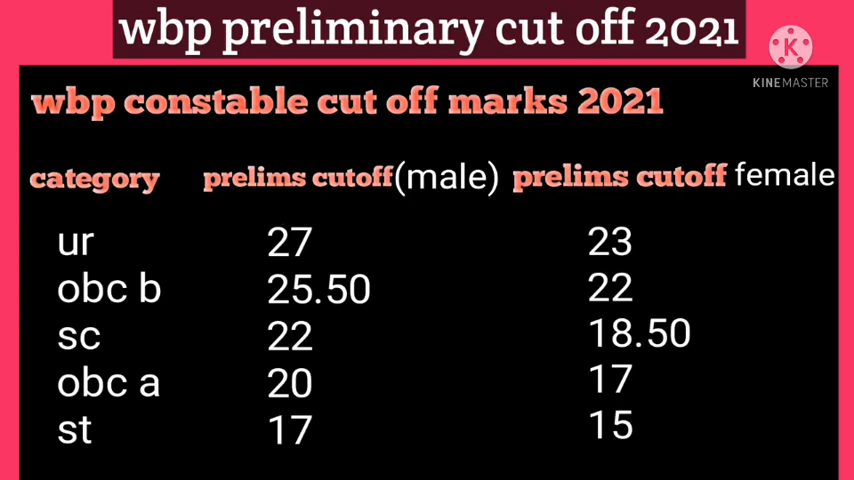 wbp preliminary cut off 2021
K
KINEMASTER
wbp constable cut off marks 2021
category prelims cutoff(male) prelims cutoff female
ur 27 23
obc b 25.50 22
sc 22 18.50
obc a 20 17
st 17 15